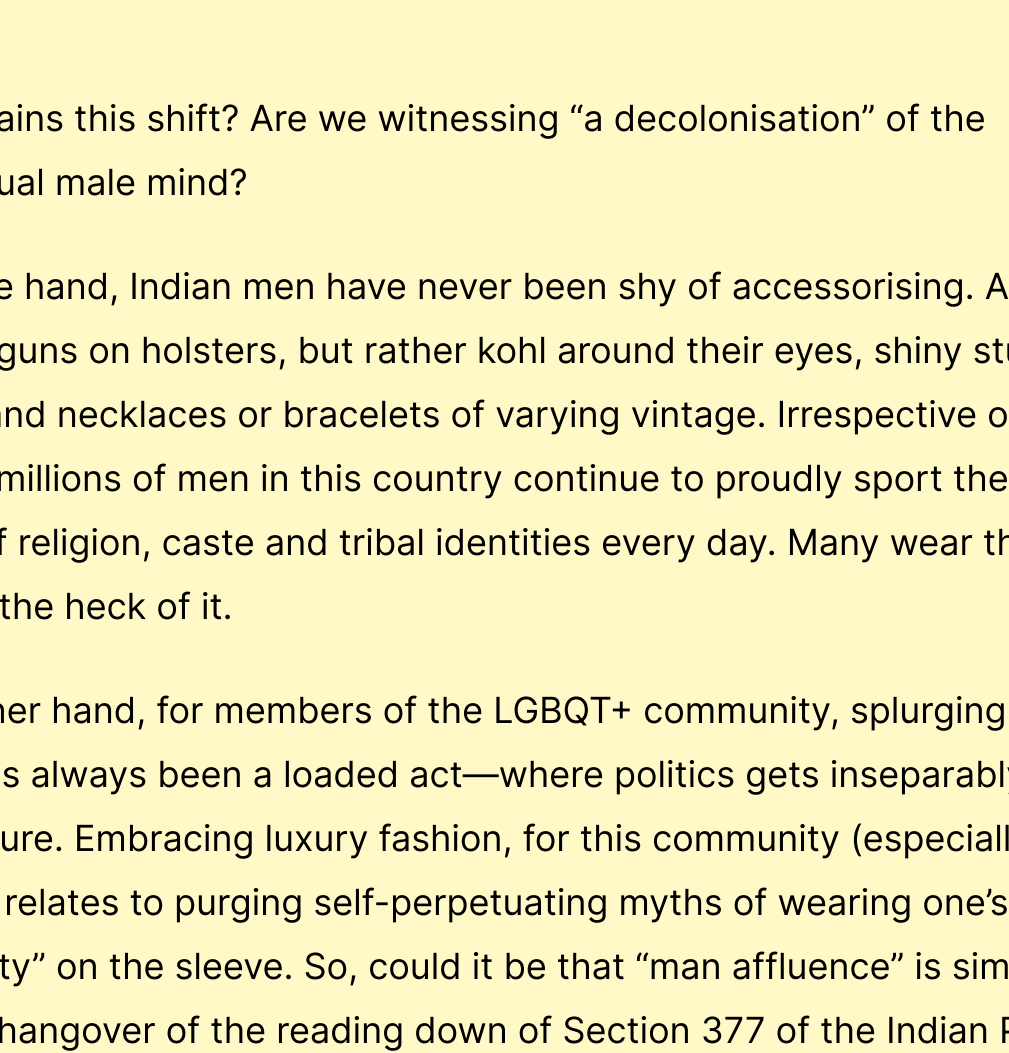 ains this shift? Are we witnessing “a decolonisation” of the
ual male mind?
e hand, Indian men have never been shy of accessorising. A
guns on holsters, but rather kohl around their eyes, shiny stu
nd necklaces or bracelets of varying vintage. Irrespective o
millions of men in this country continue to proudly sport the
f religion, caste and tribal identities every day. Many wear th
the heck of it.
her hand, for members of the LGBQT+ community, splurging
s always been a loaded act—where politics gets inseparably
ure. Embracing luxury fashion, for this community (especiall
relates to purging self-perpetuating myths of wearing one’s
ty” on the sleeve. So, could it be that “man affluence” is sim
hangover of the reading down of Section 377 of the Indian P